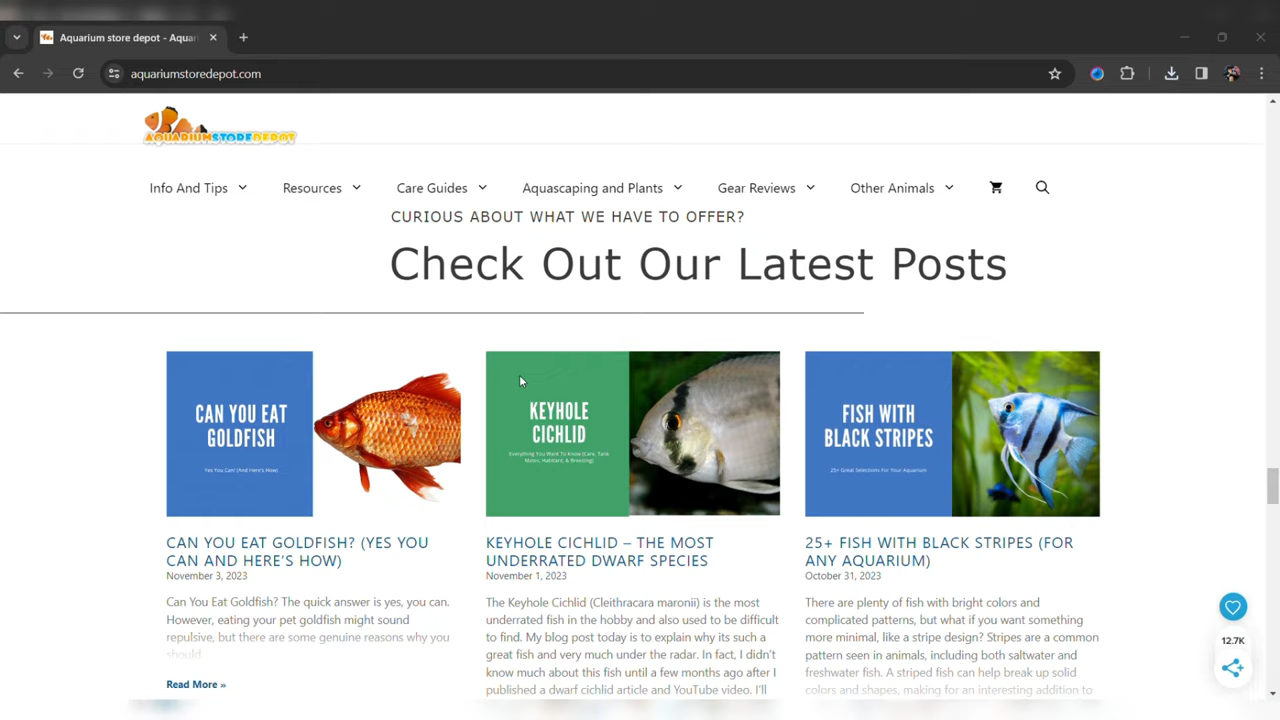 Aquarium store depot - Aquar
aquariumstoredepot.com
AQUARIUMSTOREDEPOT
Info And Tips
Resources
Care Guides
Aquascaping and Plants
Gear Reviews
Other Animals
CURIOUS ABOUT WHAT WE HAVE TO OFFER?
Check Out Our Latest Posts
CAN YOU EAT
GOLDFISH
Yes You Can! (And Here's How)
KEYHOLE
CICHLID
Everything You Want To Know (Care, Tank
Mates, Habitat, & Breeding)
FISH WITH
BLACK STRIPES
25+ Great Selections For Your Aquarium
CAN YOU EAT GOLDFISH? (YES YOU
CAN AND HERE'S HOW)
November 3, 2023
Can You Eat Goldfish? The quick answer is yes, you can.
However, eating your pet goldfish might sound
repulsive, but there are some genuine reasons why you
should.
Read More »
KEYHOLE CICHLID – THE MOST
UNDERRATED DWARF SPECIES
November 1, 2023
The Keyhole Cichlid (Cleithracara maronii) is the most
underrated fish in the hobby and also used to be difficult
to find. My blog post today is to explain why its such a
great fish and very much under the radar. In fact, I didn't
know much about this fish until a few months ago after I
published a dwarf cichlid article and YouTube video. I'll
25+ FISH WITH BLACK STRIPES (FOR
ANY AQUARIUM)
October 31, 2023
There are plenty of fish with bright colors and
complicated patterns, but what if you want something
more minimal, like a stripe design? Stripes are a common
pattern seen in animals, including both saltwater and
freshwater fish. A striped fish can help break up solid
colors and shapes, making for an interesting addition to
12.7K